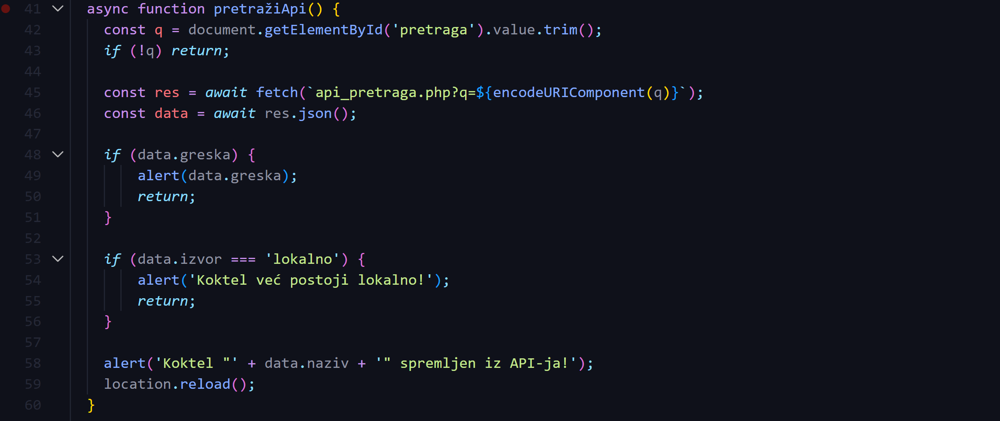 41 async function pretražiApi() {
42 const q = document.getElementById('pretraga').value.trim();
43 if (!q) return;
44
45 const res = await fetch(`api_pretraga.php?q=${encodeURIComponent(q)}`);
46 const data = await res.json();
47
48 if (data.greska) {
49 alert(data.greska);
50 return;
51 }
52
53 if (data.izvor === 'lokalno') {
54 alert('Koktel već postoji lokalno!');
55 return;
56 }
57
58 alert('Koktel "' + data.naziv + '" spremljen iz API-ja!');
59 location.reload();
60 }